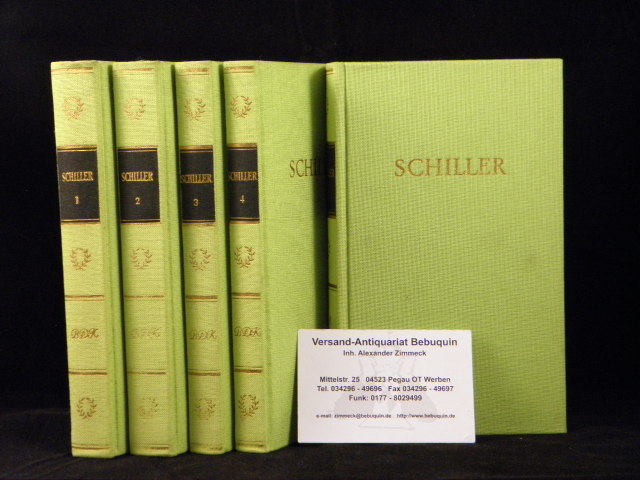 SCHILLER
1
BDK
SCHILLER
2
BDK
SCHILLER
3
BDK
SCHILLER
4
BDK
SCHI
SCHILLER
Versand-Antiquariat Bebuquin
Inh. Alexander Zimmeck
Mittelstr. 25 04523 Pegau OT Werben
Tel. 034296 - 49696 Fax 034296 - 49697
Funk: 0177 - 8029499
e-mail: zimmeck@bebuquin.de http://www.bebuquin.de